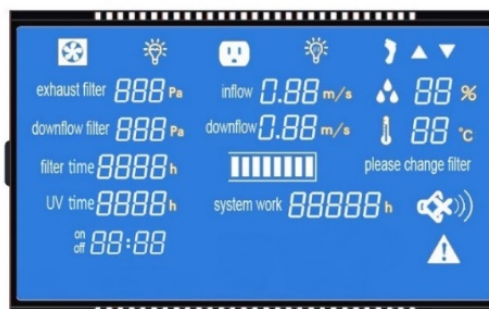 exhaust filter 888 Pa inflow 0.88 m/s 88 %
downflow filter 888 Pa downflow 0.88 m/s 88 °C
filter time 8888 h please change filter
UV time 8888 h system work 88888 h
on off 88:88